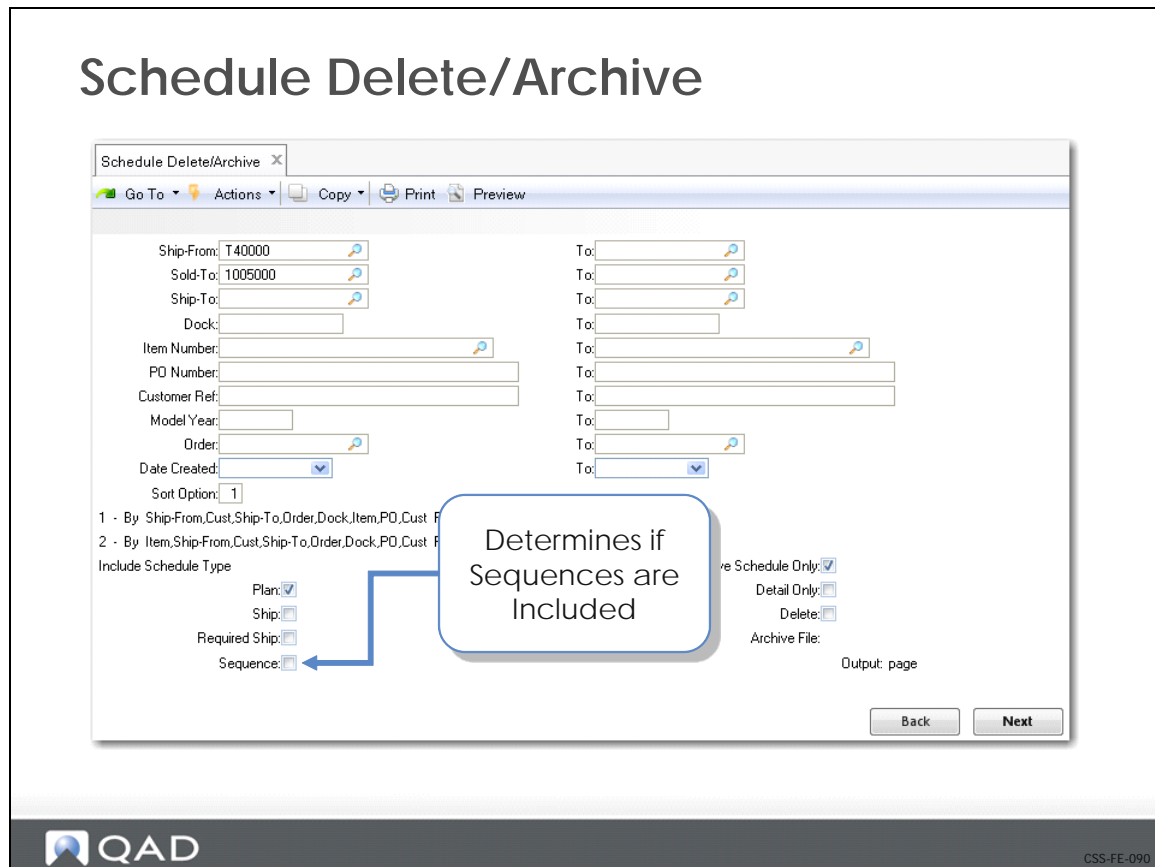 Schedule Delete/Archive
Schedule Delete/Archive X
Go To Actions Copy Print Preview
Ship-From: T40000 To:
Sold-To: 1005000 To:
Ship-To: To:
Dock: To:
Item Number: To:
PO Number: To:
Customer Ref: To:
Model Year: To:
Order: To:
Date Created: To:
Sort Option: 1
1 - By Ship-From,Cust,Ship-To,Order,Dock,Item,PO,Cust
2 - By Item,Ship-From,Cust,Ship-To,Order,Dock,PO,Cust
Determines if
Sequences are
Included
Include Schedule Type Schedule Only:
Plan: Detail Only:
Ship: Delete:
Required Ship: Archive File:
Sequence: Output: page
Back Next
QAD
CSS-FE-090